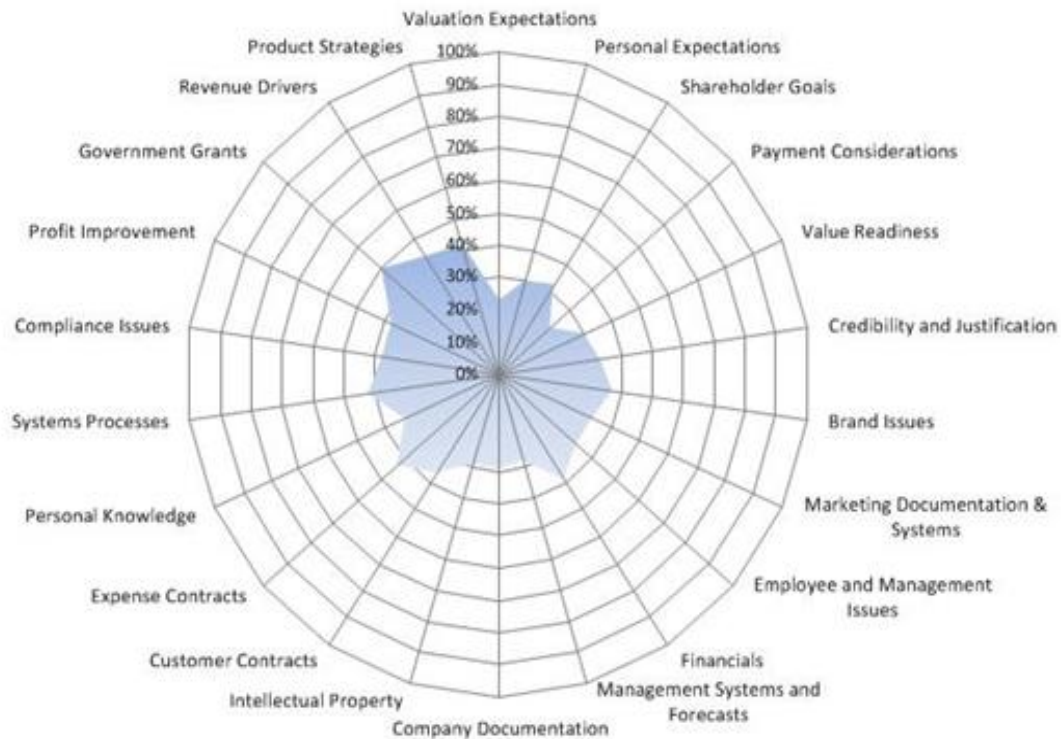 Valuation Expectations
Product Strategies
Personal Expectations
Revenue Drivers
Shareholder Goals
Government Grants
Payment Considerations
Profit Improvement
Value Readiness
Compliance Issues
Credibility and Justification
Systems Processes
Brand Issues
Personal Knowledge
Marketing Documentation &
Systems
Expense Contracts
Employee and Management
Issues
Customer Contracts
Financials
Intellectual Property
Management Systems and
Forecasts
Company Documentation
100%
90%
80%
70%
60%
50%
40%
30%
20%
10%
0%